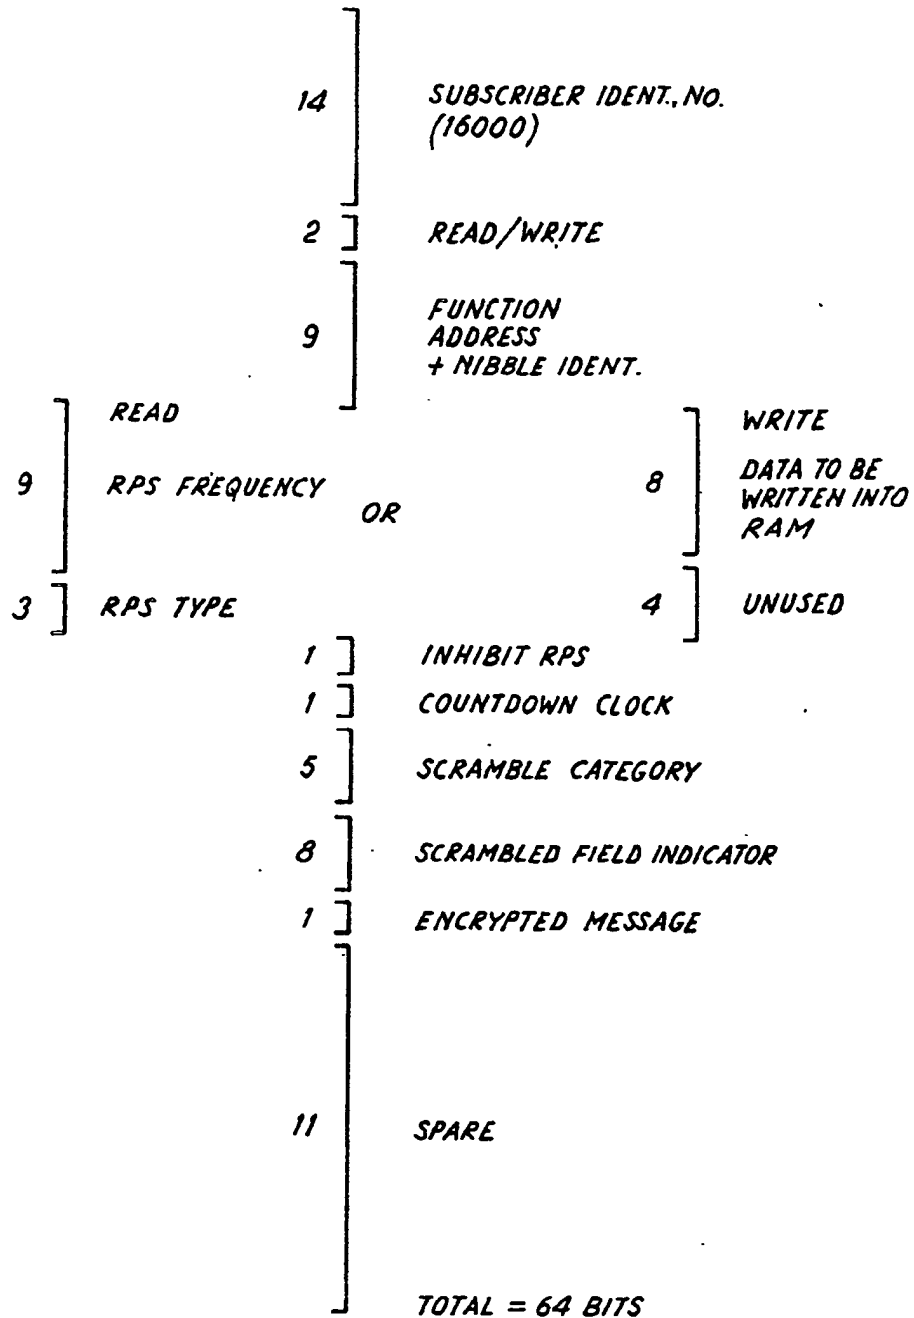 14 SUBSCRIBER IDENT., NO.
(16000)
2 READ/WRITE
9 FUNCTION
ADDRESS
+ NIBBLE IDENT.
READ
9 RPS FREQUENCY
OR
WRITE
8 DATA TO BE
WRITTEN INTO
RAM
3 RPS TYPE
4 UNUSED
1 INHIBIT RPS
1 COUNTDOWN CLOCK
5 SCRAMBLE CATEGORY
8 SCRAMBLED FIELD INDICATOR
1 ENCRYPTED MESSAGE
11 SPARE
TOTAL = 64 BITS